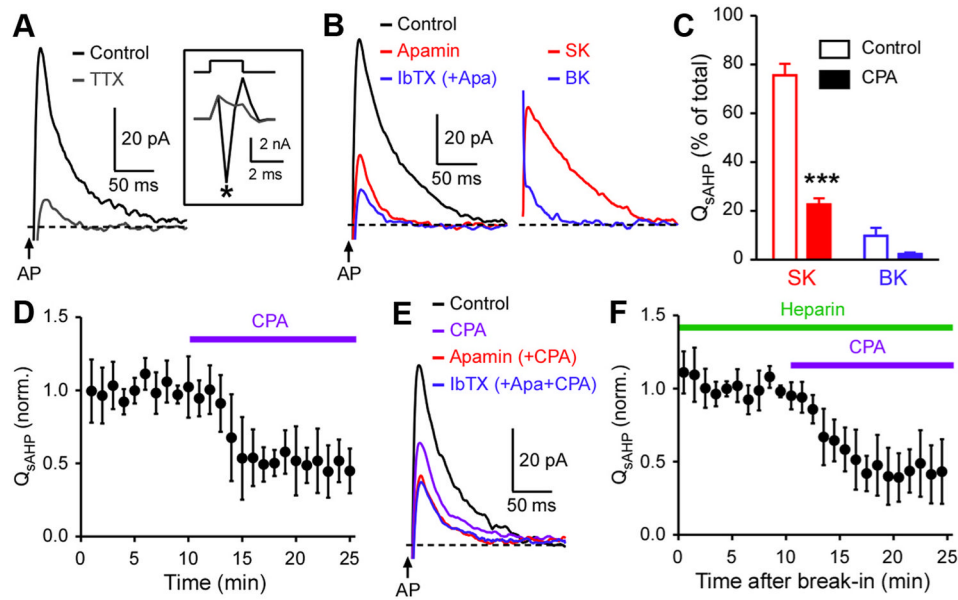 A
Control
TTX
20 pA
50 ms
2 nA
2 ms
*
AP
B
Control
Apamin
IbTX (+Apa)
SK
BK
20 pA
50 ms
AP
C
Control
CPA
QsAHP (% of total)
100
80
60
40
20
0
***
SK
BK
D
CPA
QsAHP (norm.)
1.5
1.0
0.5
0.0
0 5 10 15 20 25
Time (min)
E
Control
CPA
Apamin (+CPA)
IbTX (+Apa+CPA)
20 pA
50 ms
AP
F
Heparin
CPA
QsAHP (norm.)
1.5
1.0
0.5
0.0
0 5 10 15 20 25
Time after break-in (min)